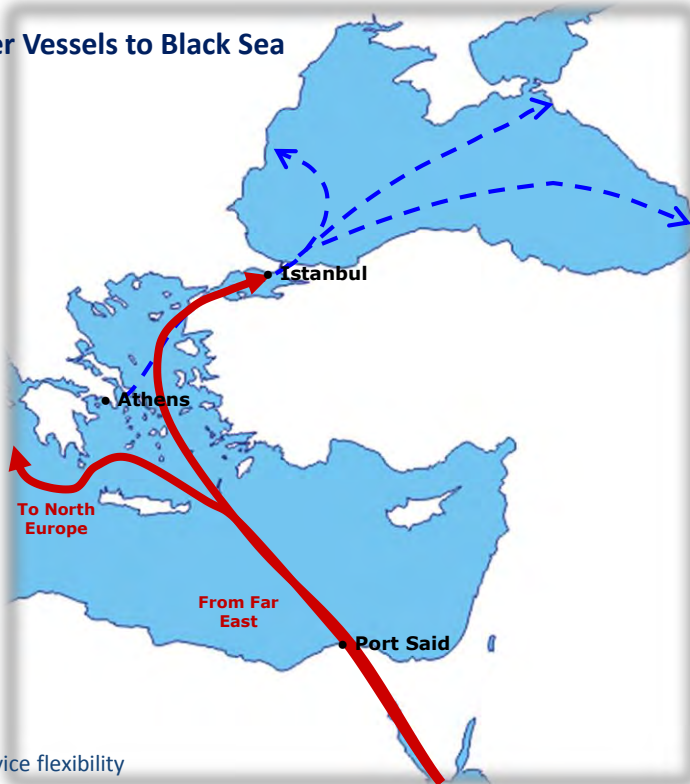 er Vessels to Black Sea
Istanbul
Athens
To North
Europe
From Far
East
Port Said
vice flexibility